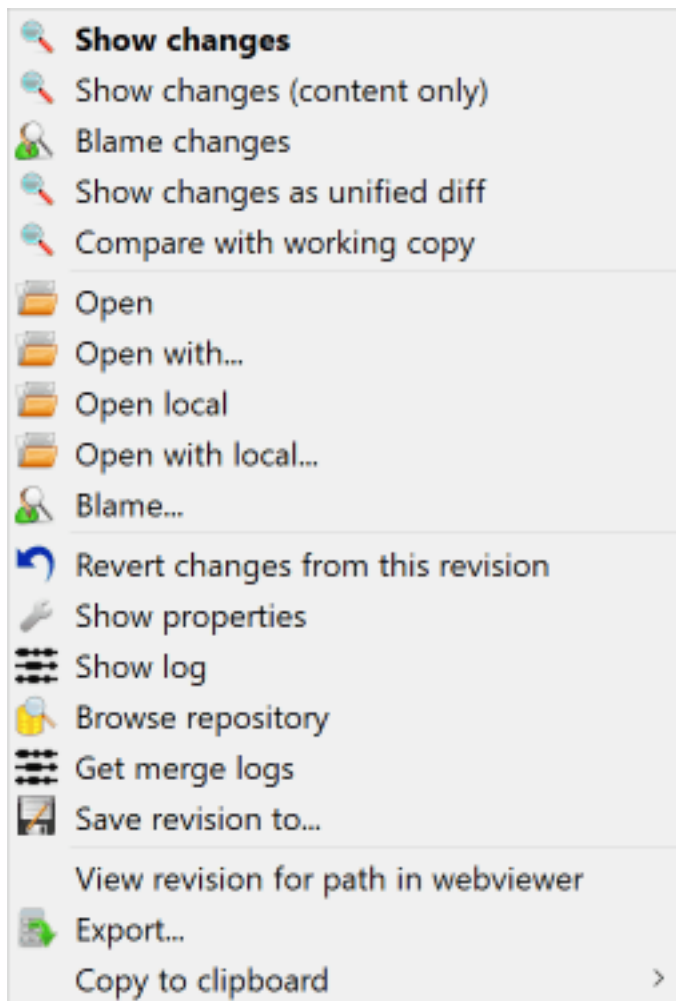 Show changes
Show changes (content only)
Blame changes
Show changes as unified diff
Compare with working copy
Open
Open with...
Open local
Open with local...
Blame...
Revert changes from this revision
Show properties
Show log
Browse repository
Get merge logs
Save revision to...
View revision for path in webviewer
Export...
Copy to clipboard